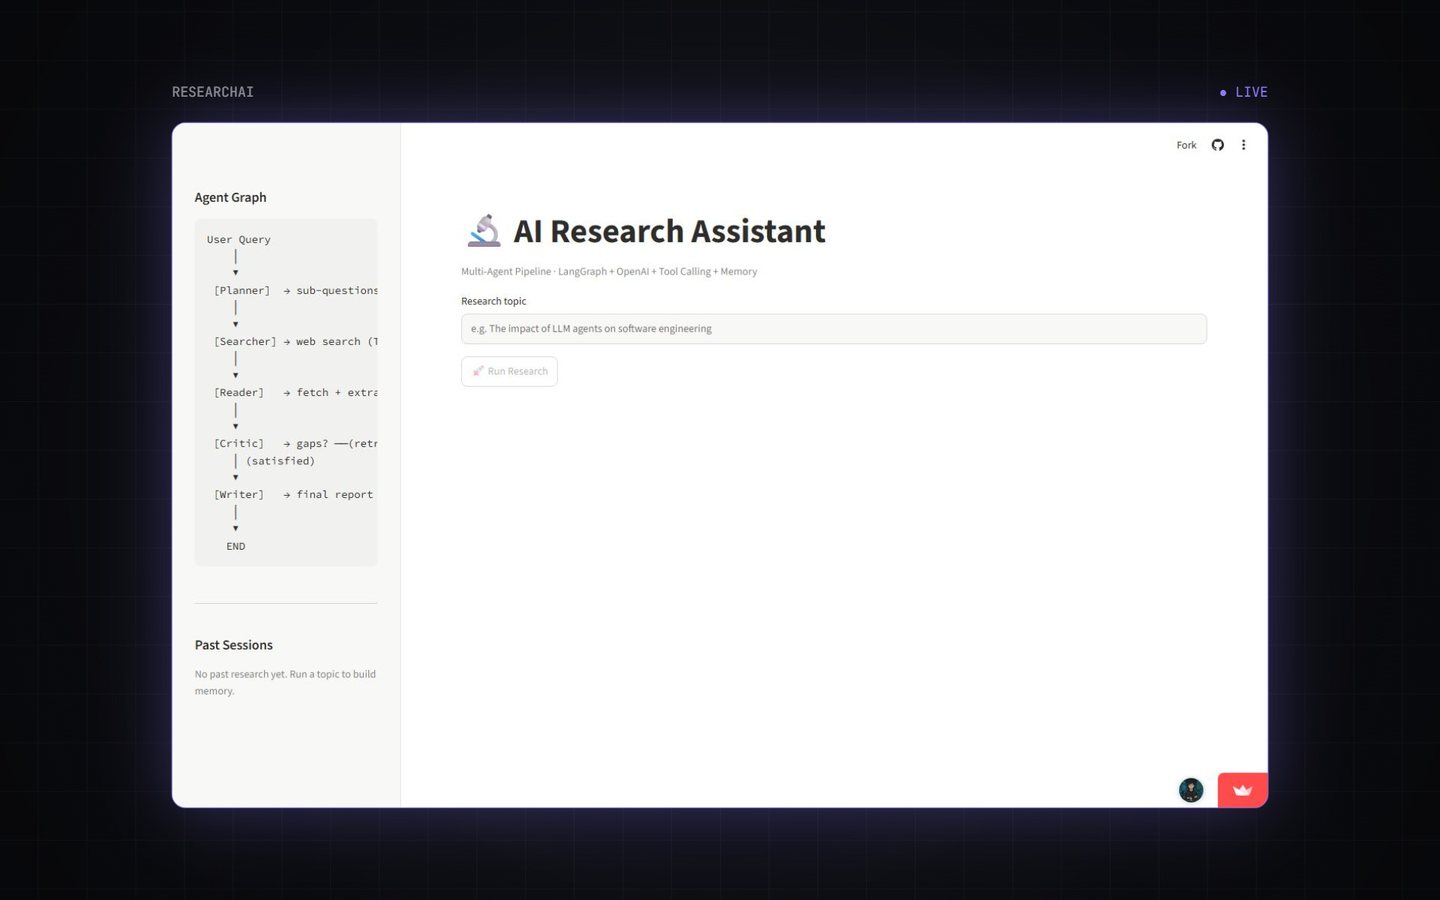 RESEARCHAI
● LIVE
Fork
Agent Graph
User Query
[Planner] → sub-questions
[Searcher] → web search (T
[Reader] → fetch + extra
[Critic] → gaps? ──(retr
(satisfied)
[Writer] → final report
END
Past Sessions
No past research yet. Run a topic to build
memory.
AI Research Assistant
Multi-Agent Pipeline · LangGraph + OpenAI + Tool Calling + Memory
Research topic
e.g. The impact of LLM agents on software engineering
Run Research